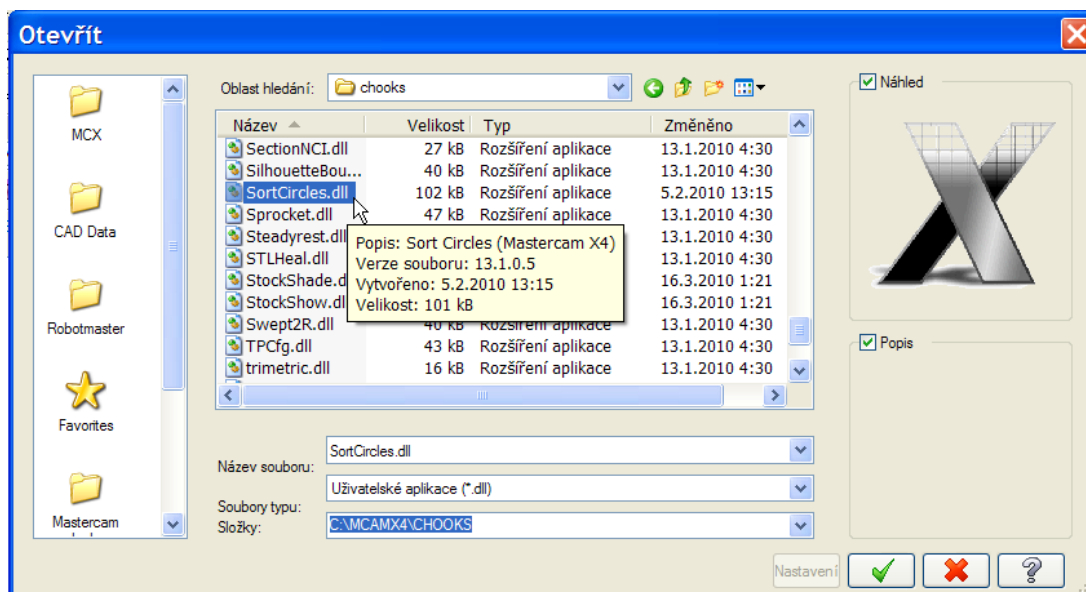 Otevřít
MCX
CAD Data
Robotmaster
Favorites
Mastercam
Oblast hledání: chooks
Název Velikost Typ Změněno
SectionNCI.dll 27 kB Rozšíření aplikace 13.1.2010 4:30
SilhouetteBou... 40 kB Rozšíření aplikace 13.1.2010 4:30
SortCircles.dll 102 kB Rozšíření aplikace 5.2.2010 13:15
Sprocket.dll 47 kB Rozšíření aplikace 13.1.2010 4:30
Steadyrest.dll 13.1.2010 4:30
STLHeal.dll 13.1.2010 4:30
StockShade.d 16.3.2010 1:21
StockShow.dl 16.3.2010 1:21
Swept2R.dll 40 kB Rozšíření aplikace 13.1.2010 4:30
TPCfg.dll 43 kB Rozšíření aplikace 13.1.2010 4:30
trimetric.dll 16 kB Rozšíření aplikace 13.1.2010 4:30
Popis: Sort Circles (Mastercam X4)
Verze souboru: 13.1.0.5
Vytvořeno: 5.2.2010 13:15
Velikost: 101 kB
Název souboru: SortCircles.dll
Soubory typu: Uživatelské aplikace (*.dll)
Složky: C:\MCAMX4\CHOOKS
Náhled
Popis
Nastavení